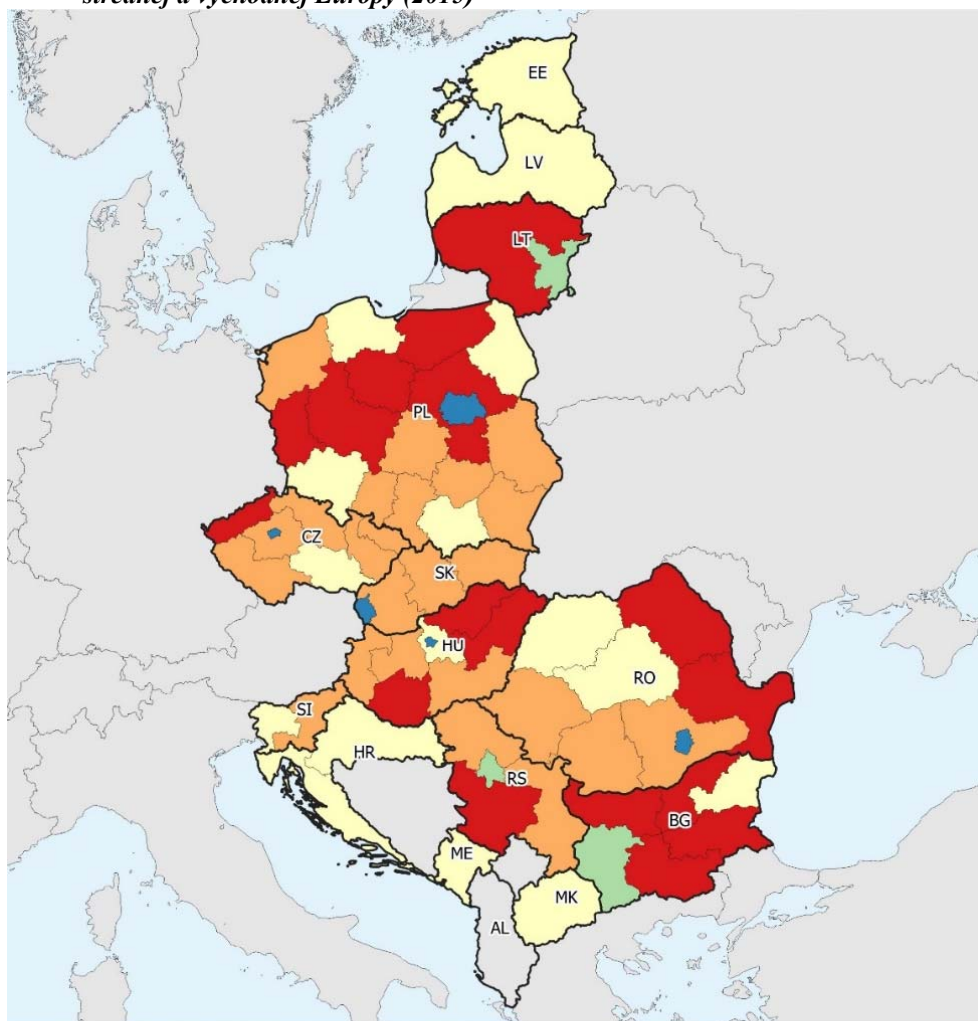 strednej a východnej Európy (2015)
EE
LV
LT
PL
CZ
SK
HU
RO
SI
HR
RS
BG
ME
MK
AL